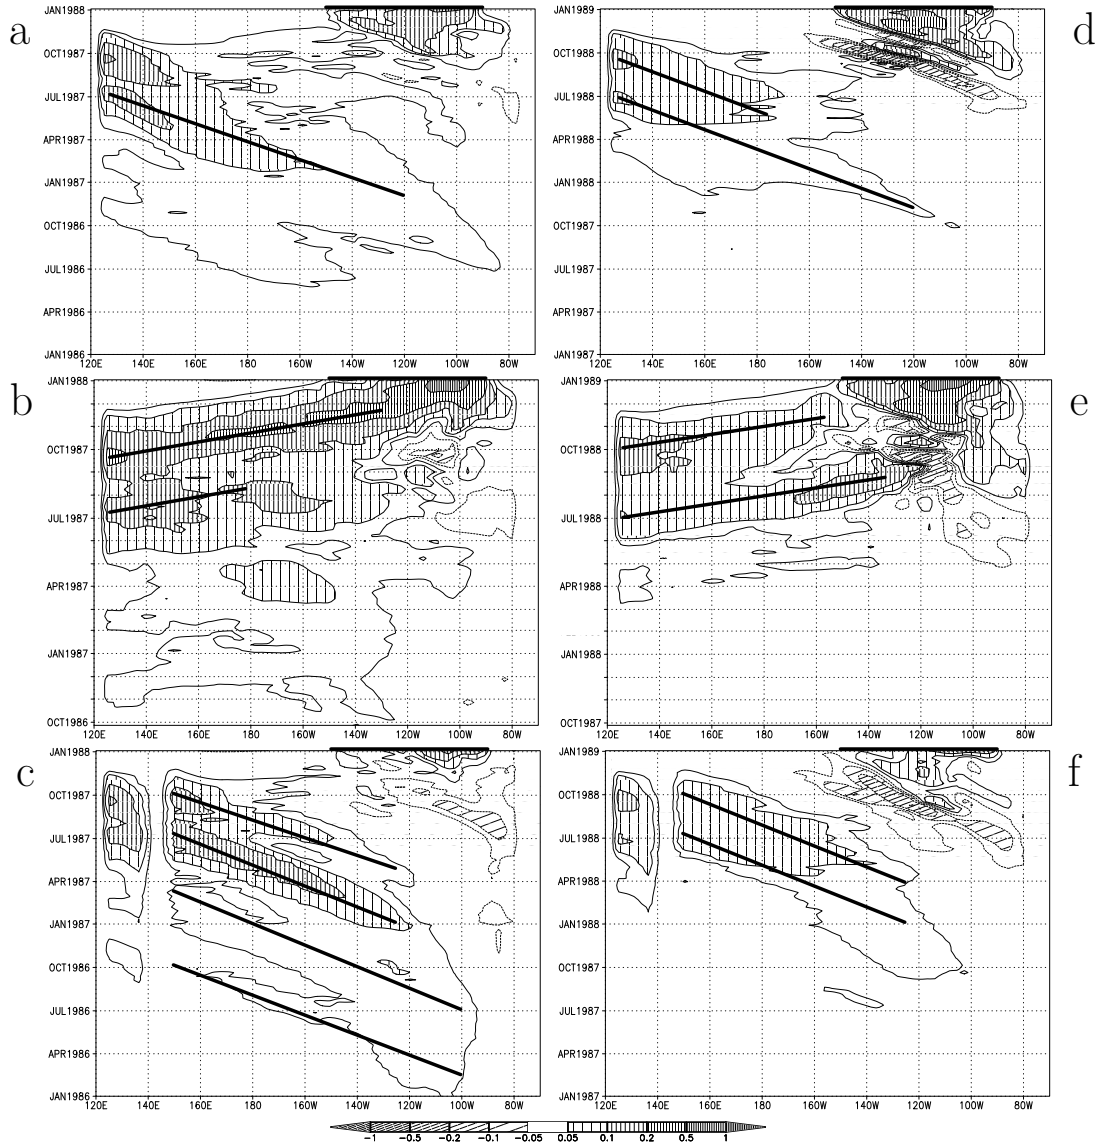 a
JAN1988
OCT1987
JUL1987
APR1987
JAN1987
OCT1986
JUL1986
APR1986
JAN1986
120E 140E 160E 180 160W 140W 120W 100W 80W
d
JAN1989
OCT1988
JUL1988
APR1988
JAN1988
OCT1987
JUL1987
APR1987
JAN1987
120E 140E 160E 180 160W 140W 120W 100W 80W
b
JAN1988
OCT1987
JUL1987
APR1987
JAN1987
OCT1986
120E 140E 160E 180 160W 140W 120W 100W 80W
e
JAN1989
OCT1988
JUL1988
APR1988
JAN1988
OCT1987
120E 140E 160E 180 160W 140W 120W 100W 80W
c
JAN1988
OCT1987
JUL1987
APR1987
JAN1987
OCT1986
JUL1986
APR1986
JAN1986
120E 140E 160E 180 160W 140W 120W 100W 80W
f
JAN1989
OCT1988
JUL1988
APR1988
JAN1988
OCT1987
JUL1987
APR1987
JAN1987
120E 140E 160E 180 160W 140W 120W 100W 80W
-1 -0.5 -0.2 -0.1 -0.05 0.05 0.1 0.2 0.5 1